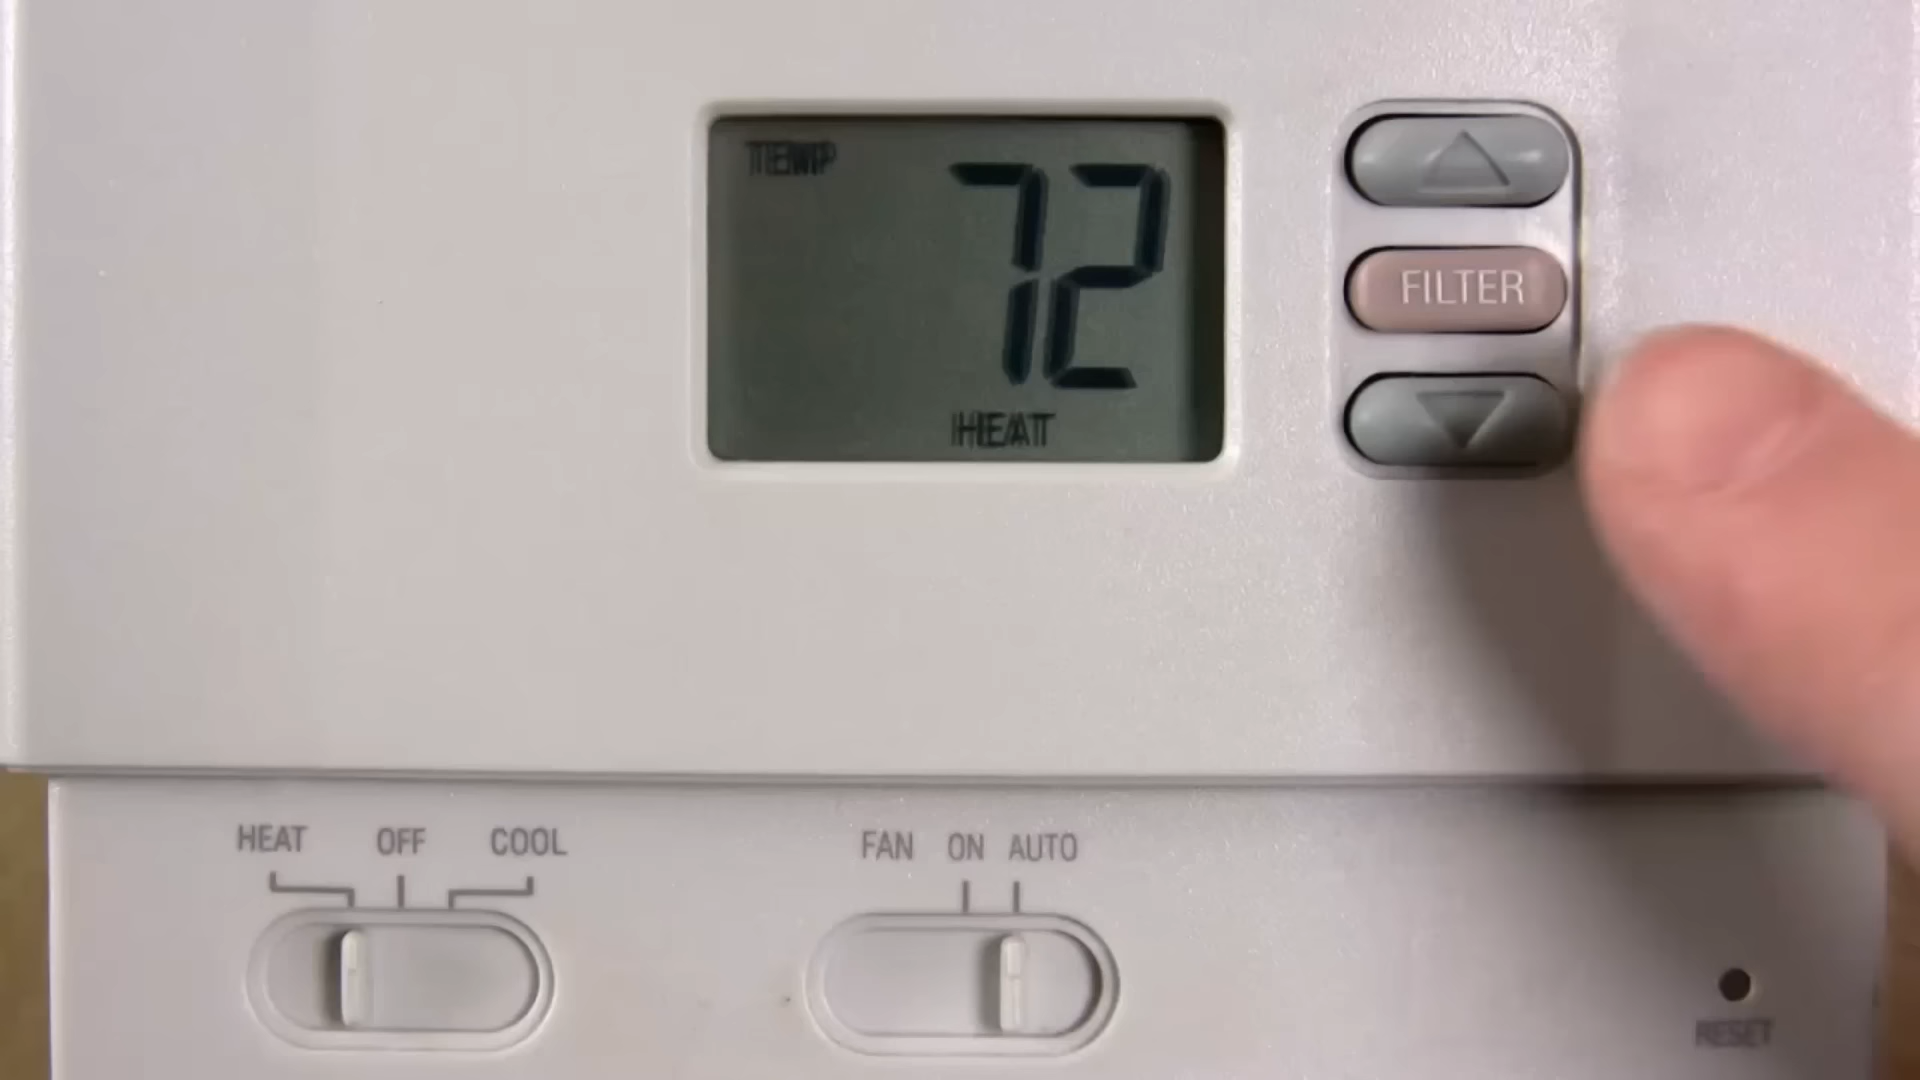 TEMP
72
HEAT
FILTER
HEAT OFF COOL
FAN ON AUTO
RESET